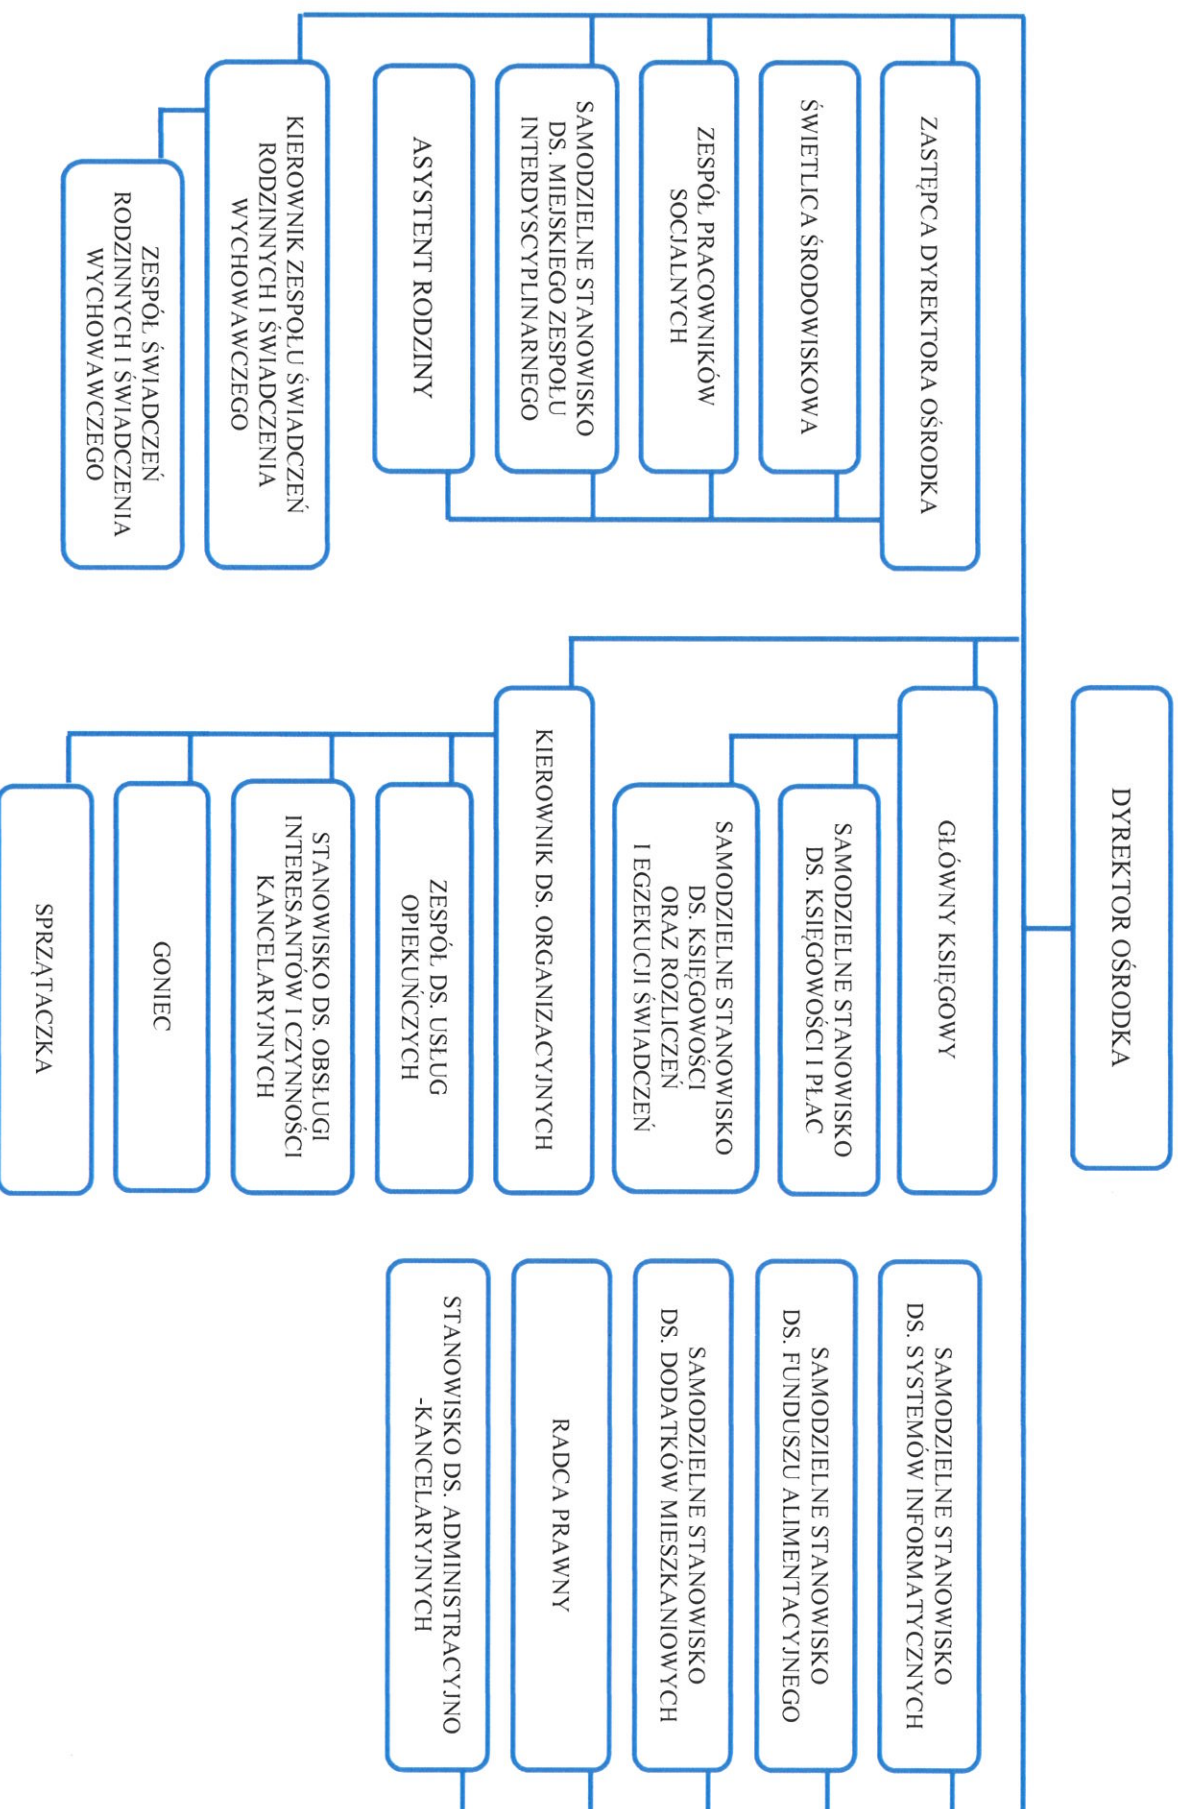 DYREKTOR OŚRODKA
ZASTĘPCA DYREKTORA OŚRODKA
ŚWIETLICA ŚRODOWISKOWA
ZESPÓŁ PRACOWNIKÓW
SOCJALNYCH
SAMODZIELNE STANOWISKO
DS. MIEJSKIEGO ZESPOŁU
INTERDYSCYPLINARNEGO
ASYSTENT RODZINY
KIEROWNIK ZESPOŁU ŚWIADCZEŃ
RODZINNYCH I ŚWIADCZENIA
WYCHOWAWCZEGO
ZESPÓŁ ŚWIADCZEŃ
RODZINNYCH I ŚWIADCZENIA
WYCHOWAWCZEGO
GŁÓWNY KSIĘGOWY
SAMODZIELNE STANOWISKO
DS. KSIĘGOWOŚCI I PŁAC
SAMODZIELNE STANOWISKO
DS. KSIĘGOWOŚCI
ORAZ ROZLICZEŃ
I EGZEKUCJI ŚWIADCZEŃ
KIEROWNIK DS. ORGANIZACYJNYCH
ZESPÓŁ DS. USŁUG
OPIEKUŃCZYCH
STANOWISKO DS. OBSŁUGI
INTERESANTÓW I CZYNNOŚCI
KANCELARYJNYCH
GONIEC
SPRZĄTACZKA
SAMODZIELNE STANOWISKO
DS. SYSTEMÓW INFORMATYCZNYCH
SAMODZIELNE STANOWISKO
DS. FUNDUSZU ALIMENTACYJNEGO
SAMODZIELNE STANOWISKO
DS. DODATKÓW MIESZKANIOWYCH
RADCA PRAWNY
STANOWISKO DS. ADMINISTRACYJNO
-KANCELARYJNYCH